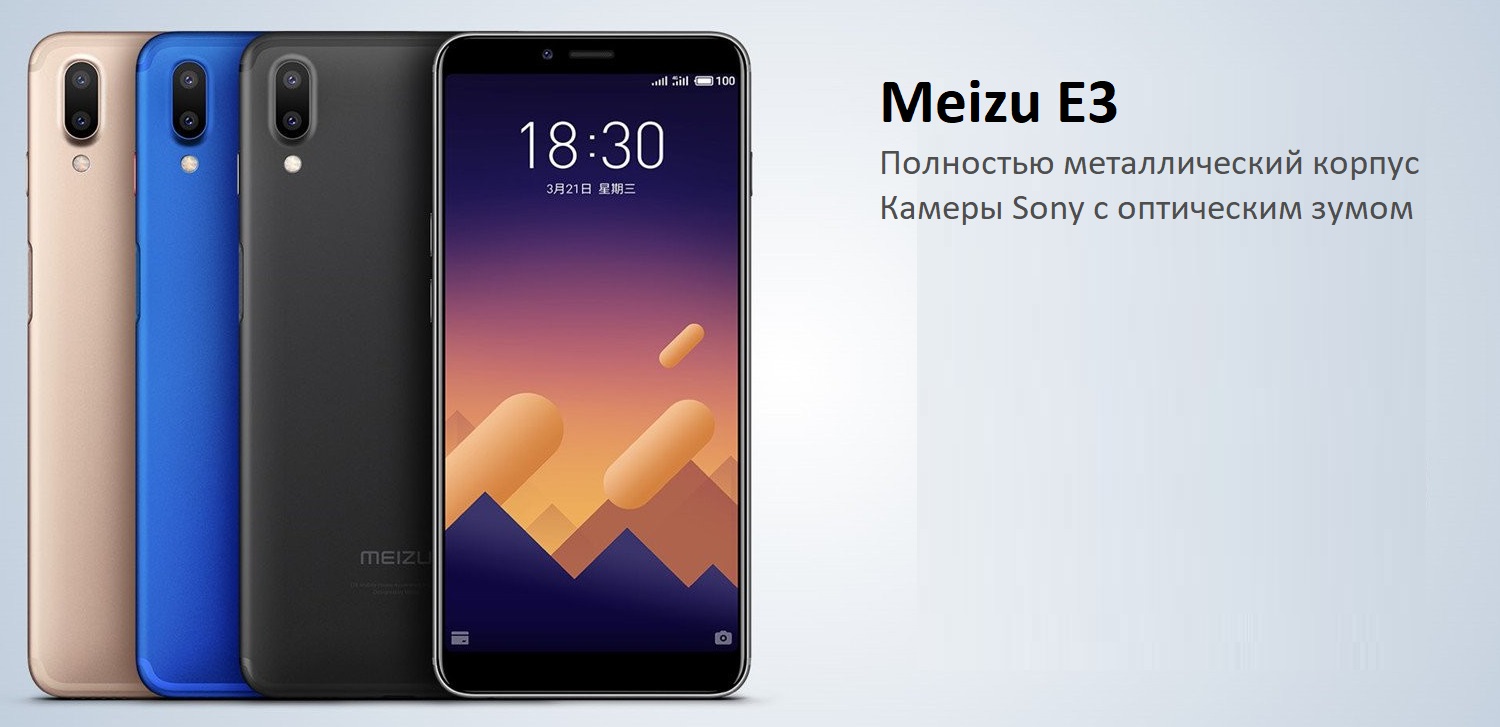 100
18:30
3月21日 星期三
MEIZU
Meizu E3
Полностью металлический корпус
Камеры Sony с оптическим зумом